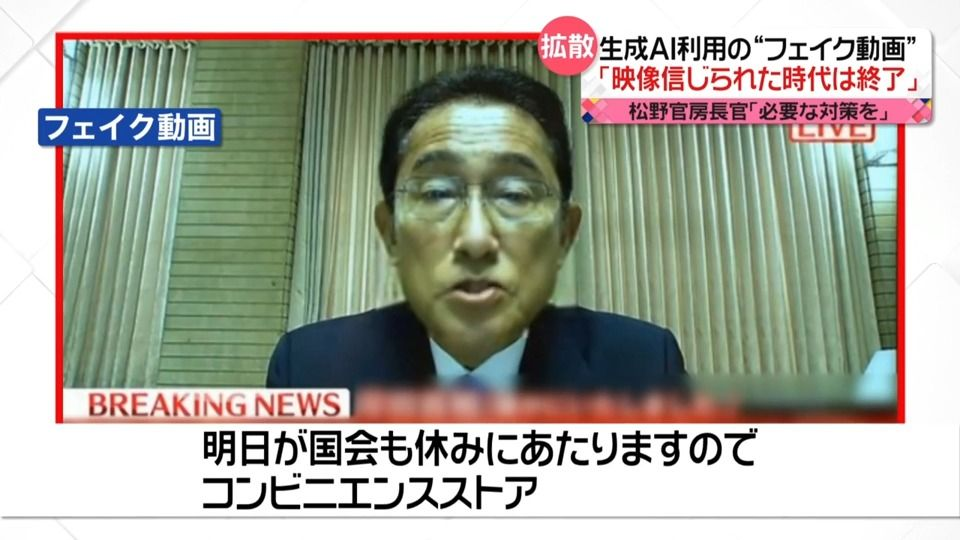 拡散
生成AI利用の“フェイク動画”
「映像信じられた時代は終了」
松野官房長官「必要な対策を」
LIVE
フェイク動画
BREAKING NEWS
明日が国会も休みにあたりますので
コンビニエンスストア